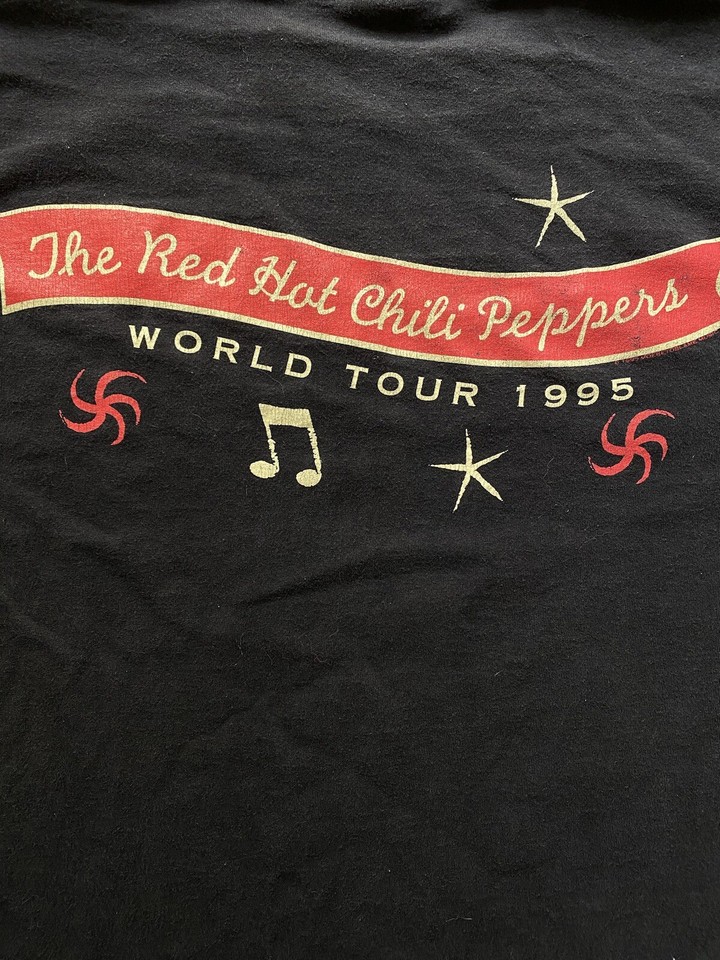 The Red Hot Chili Peppers
WORLD TOUR 1995